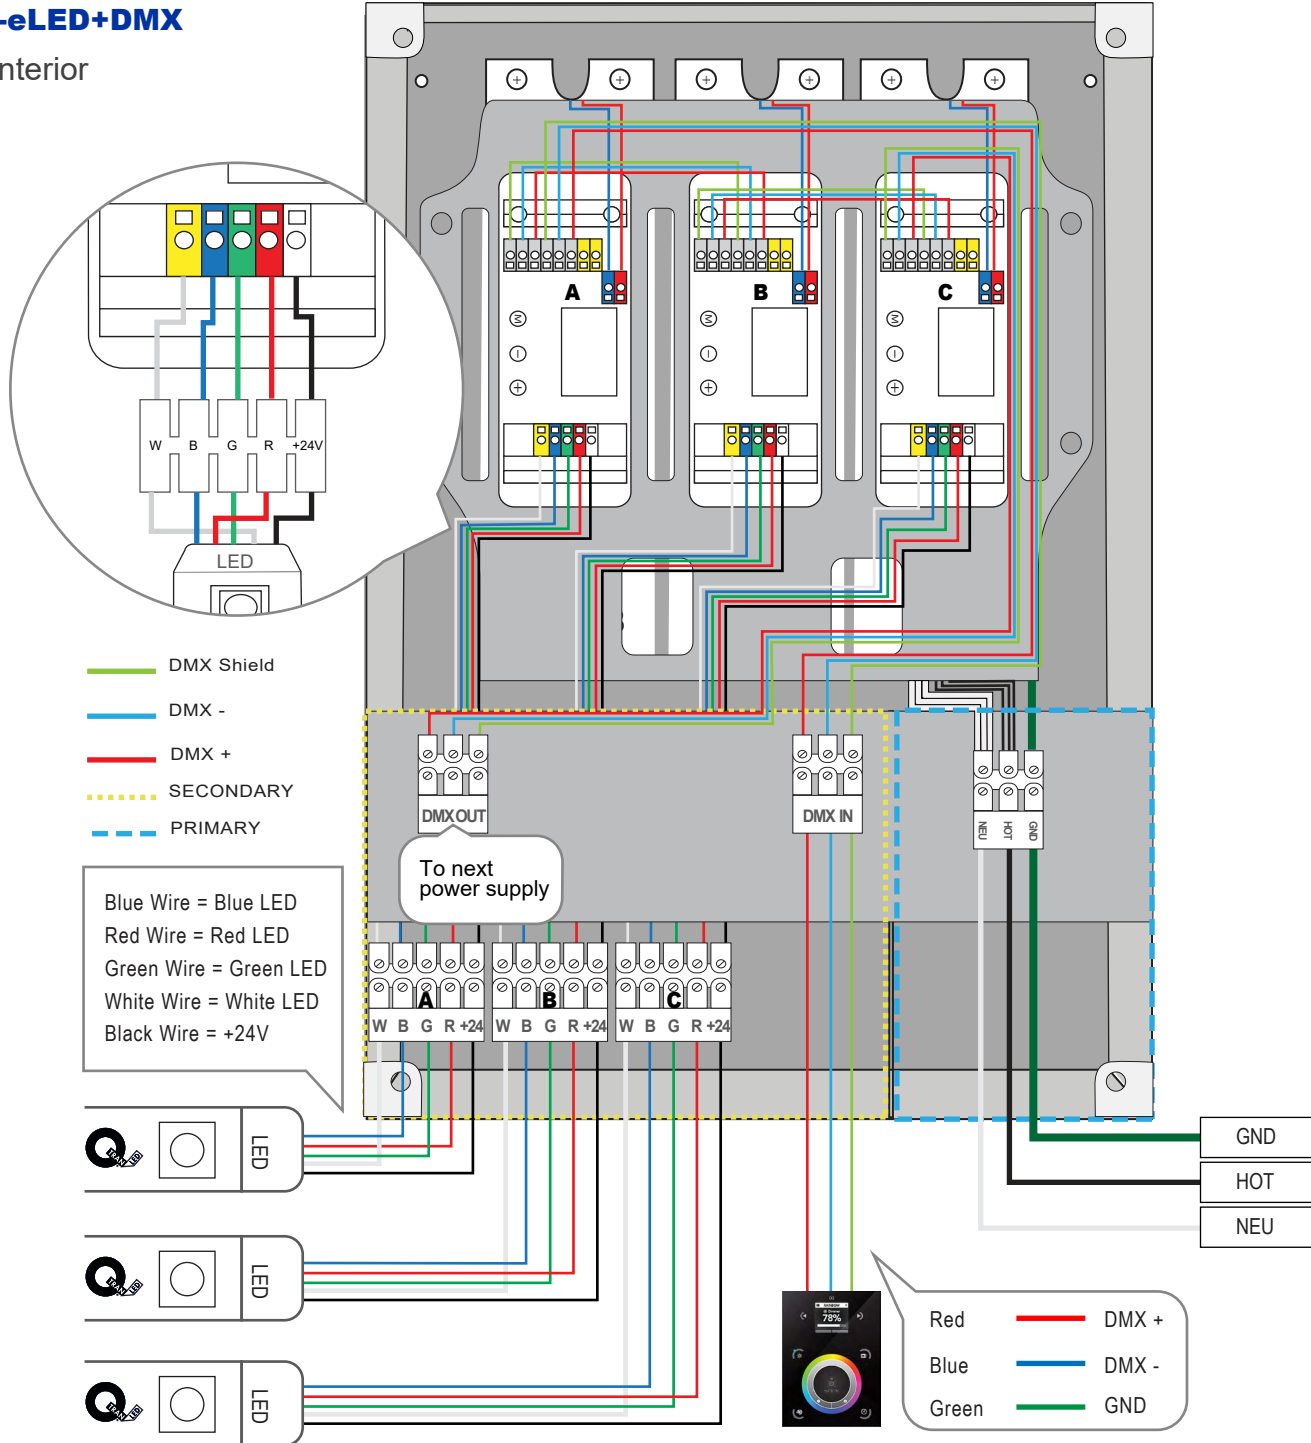 -eLED+DMX
nterior
A
B
C
W
B
G
R
+24V
LED
DMX Shield
DMX -
DMX +
SECONDARY
PRIMARY
DMX OUT
To next
power supply
DMX IN
NEU
HOT
GND
Blue Wire = Blue LED
Red Wire = Red LED
Green Wire = Green LED
White Wire = White LED
Black Wire = +24V
A
B
C
W B G R +24
W B G R +24
W B G R +24
LED
LED
LED
GND
HOT
NEU
78%
Red DMX +
Blue DMX -
Green GND